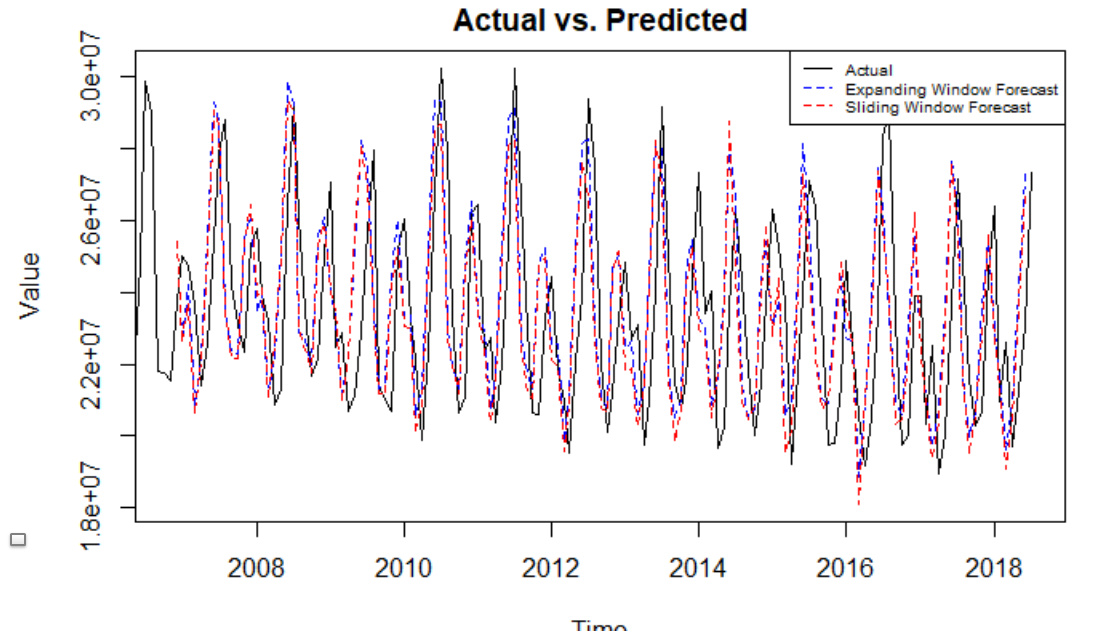 Actual vs. Predicted
Actual
Expanding Window Forecast
Sliding Window Forecast
Value
3.0e+07
2.6e+07
2.2e+07
1.8e+07
2008 2010 2012 2014 2016 2018
Time